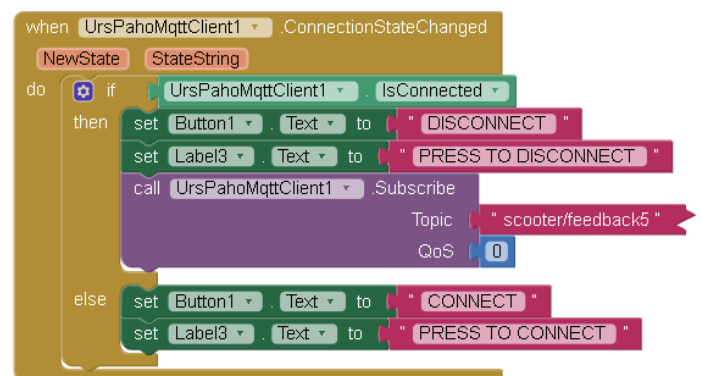 when UrsPahoMqttClient1 .ConnectionStateChanged
NewState StateString
do if UrsPahoMqttClient1 . IsConnected
then set Button1 . Text to " DISCONNECT "
set Label3 . Text to " PRESS TO DISCONNECT "
call UrsPahoMqttClient1 .Subscribe
Topic " scooter/feedback5 "
QoS 0
else set Button1 . Text to " CONNECT "
set Label3 . Text to " PRESS TO CONNECT "